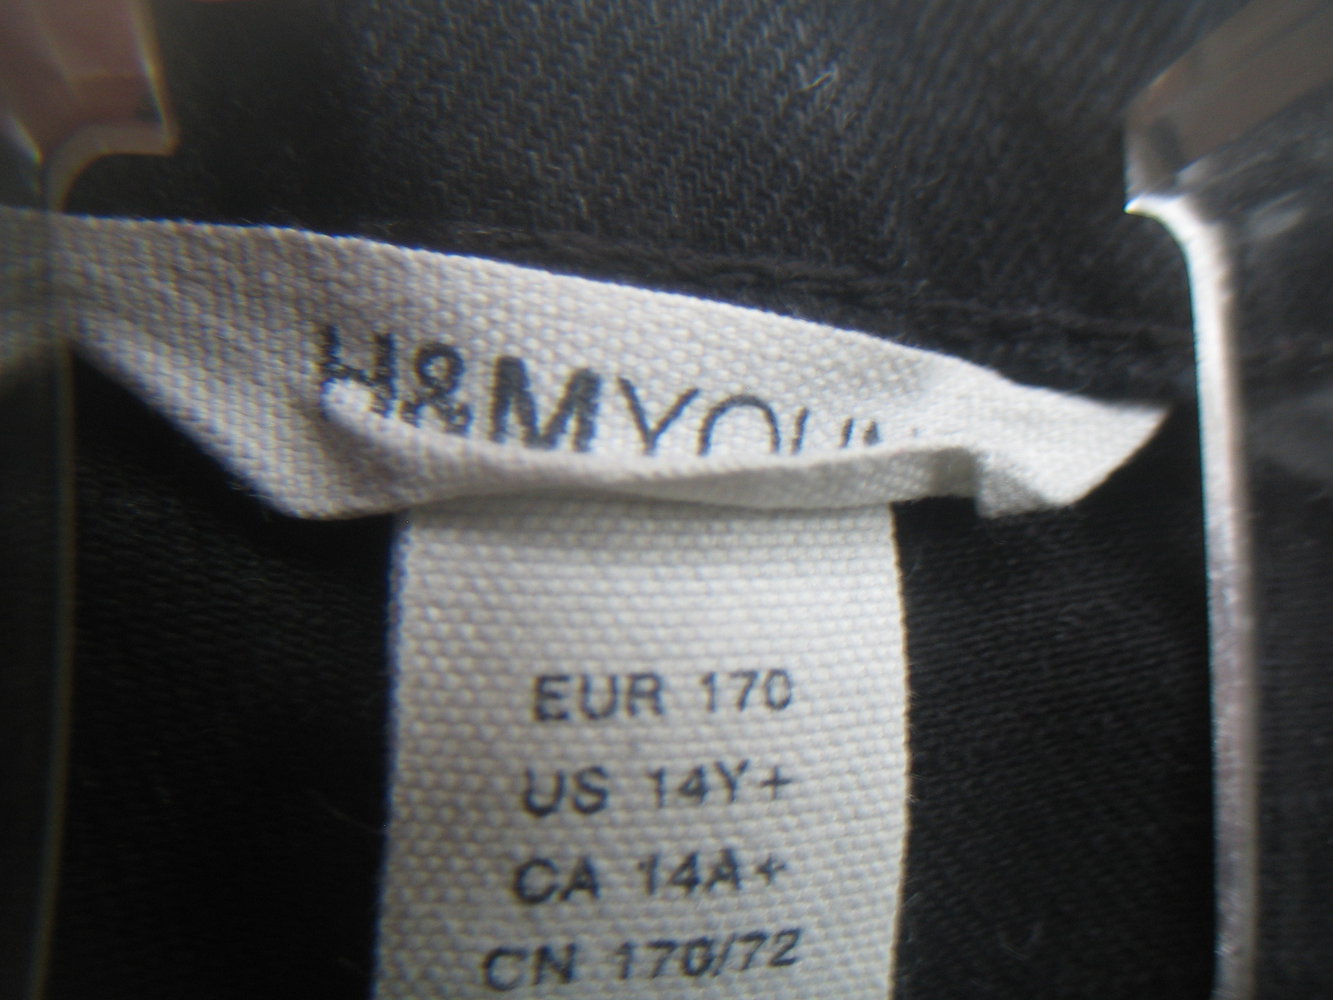 H&M
EUR 170
US 14Y+
CA 14A+
CN 170/72